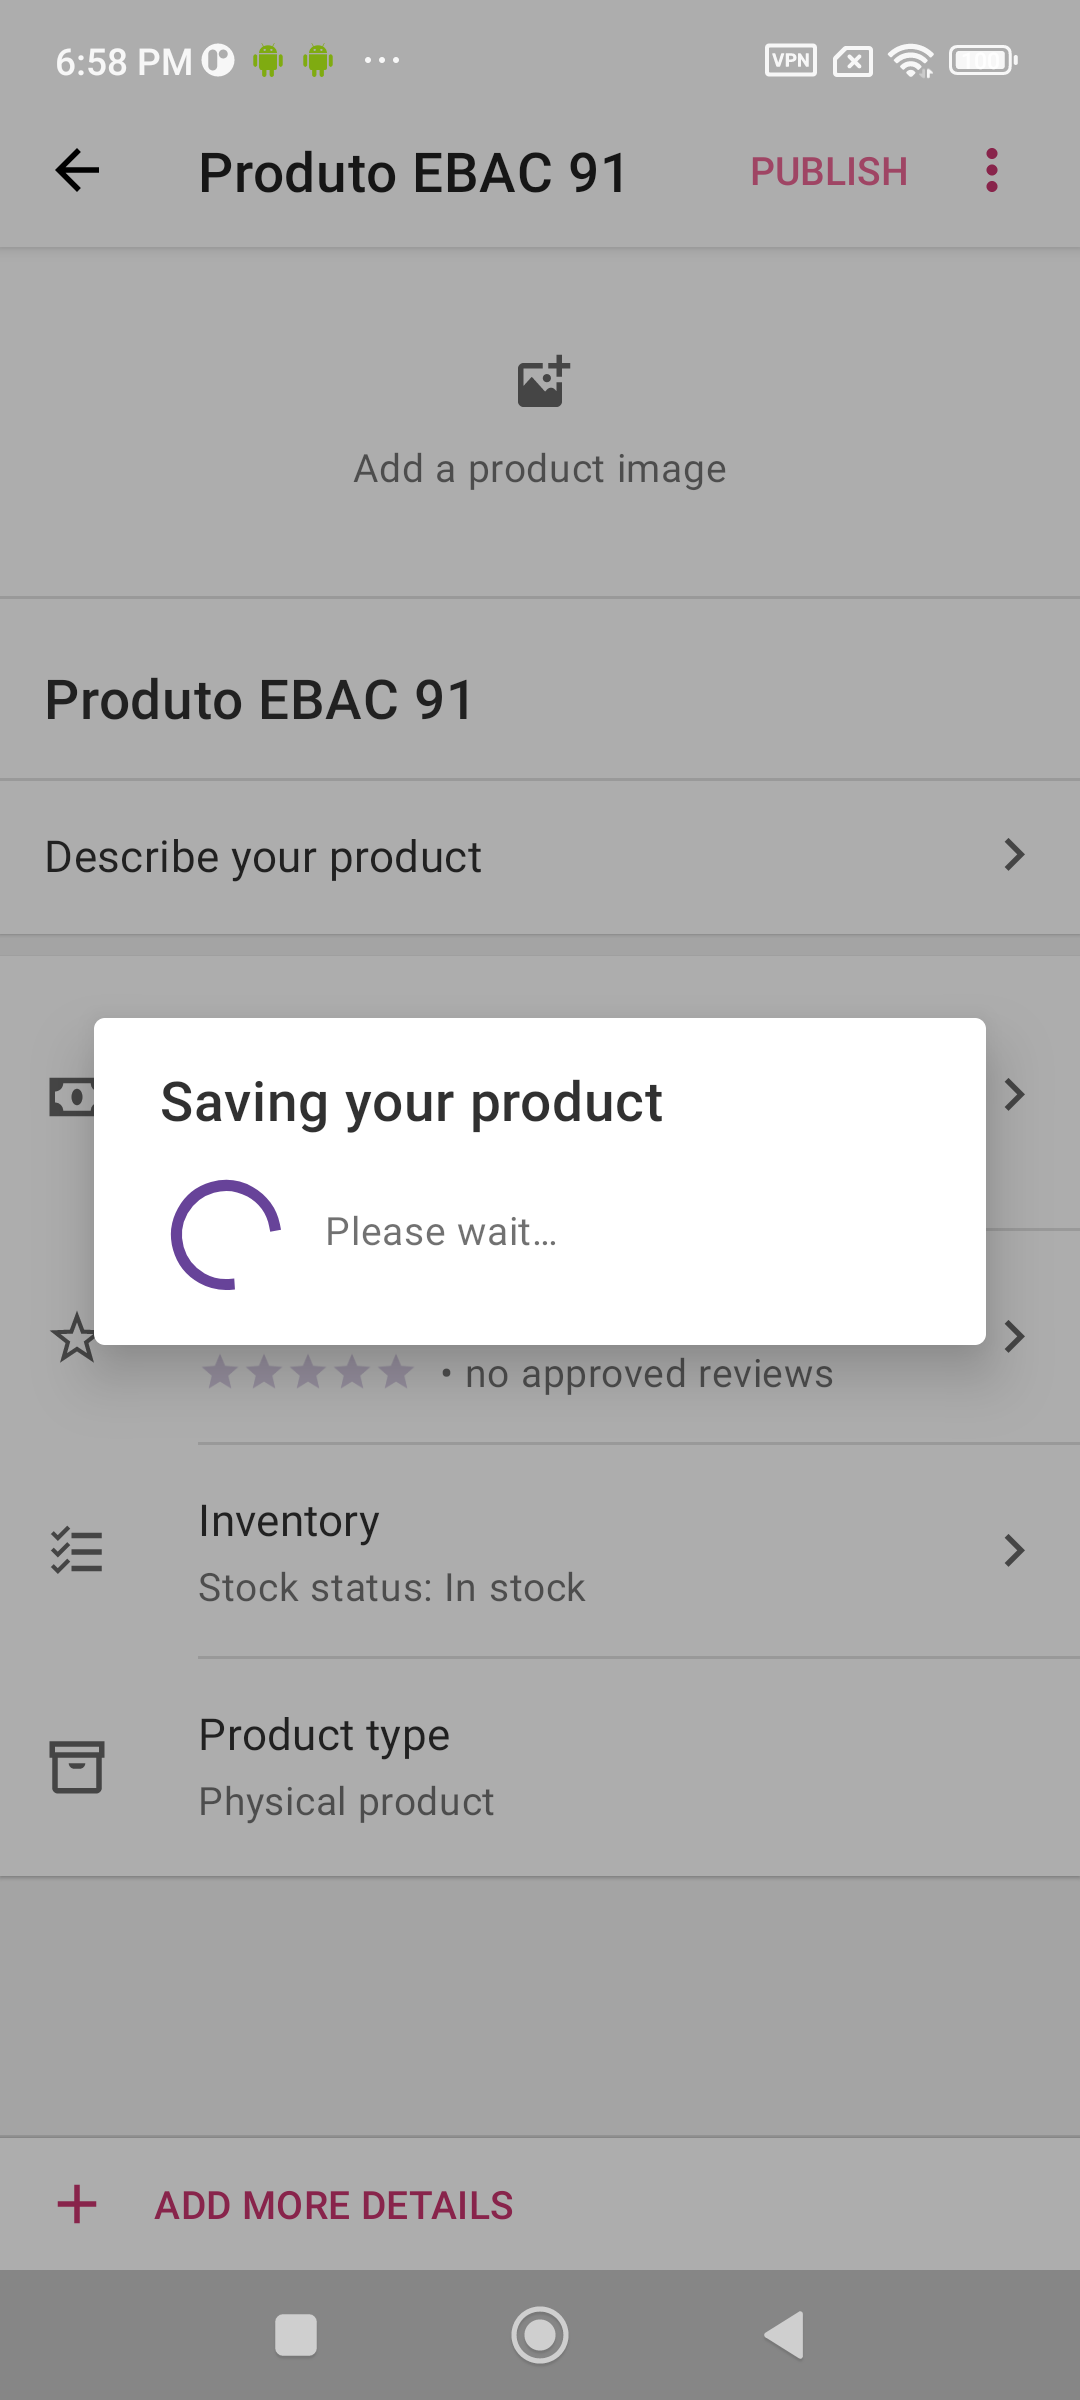 6:58 PM
VPN
100
Produto EBAC 91
PUBLISH
Add a product image
Produto EBAC 91
Describe your product
Saving your product
Please wait…
• no approved reviews
Inventory
Stock status: In stock
Product type
Physical product
ADD MORE DETAILS